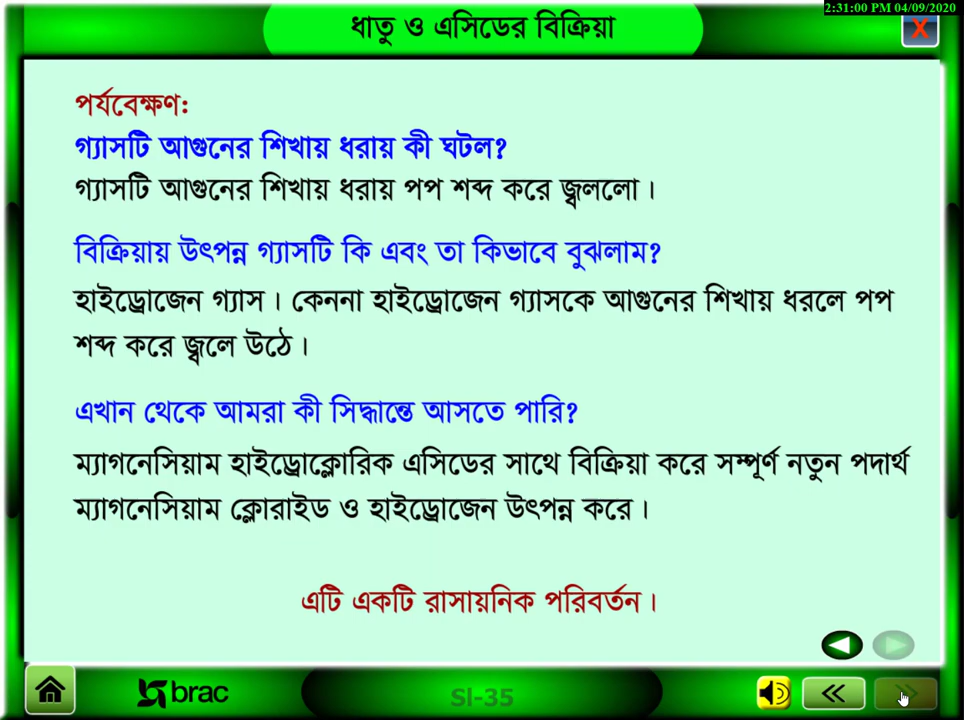 2:31:00 PM 04/09/2020
ধাতু ও এসিডের বিক্রিয়া
X
পর্যবেক্ষণ:
গ্যাসটি আগুনের শিখায় ধরায় কী ঘটল?
গ্যাসটি আগুনের শিখায় ধরায় পপ শব্দ করে জ্বললো।
বিক্রিয়ায় উৎপন্ন গ্যাসটি কি এবং তা কিভাবে বুঝলাম?
হাইড্রোজেন গ্যাস। কেননা হাইড্রোজেন গ্যাসকে আগুনের শিখায় ধরলে পপ
শব্দ করে জ্বলে উঠে।
এখান থেকে আমরা কী সিদ্ধান্তে আসতে পারি?
ম্যাগনেসিয়াম হাইড্রোক্লোরিক এসিডের সাথে বিক্রিয়া করে সম্পূর্ণ নতুন পদার্থ
ম্যাগনেসিয়াম ক্লোরাইড ও হাইড্রোজেন উৎপন্ন করে।
এটি একটি রাসায়নিক পরিবর্তন।
brac
Sl-35